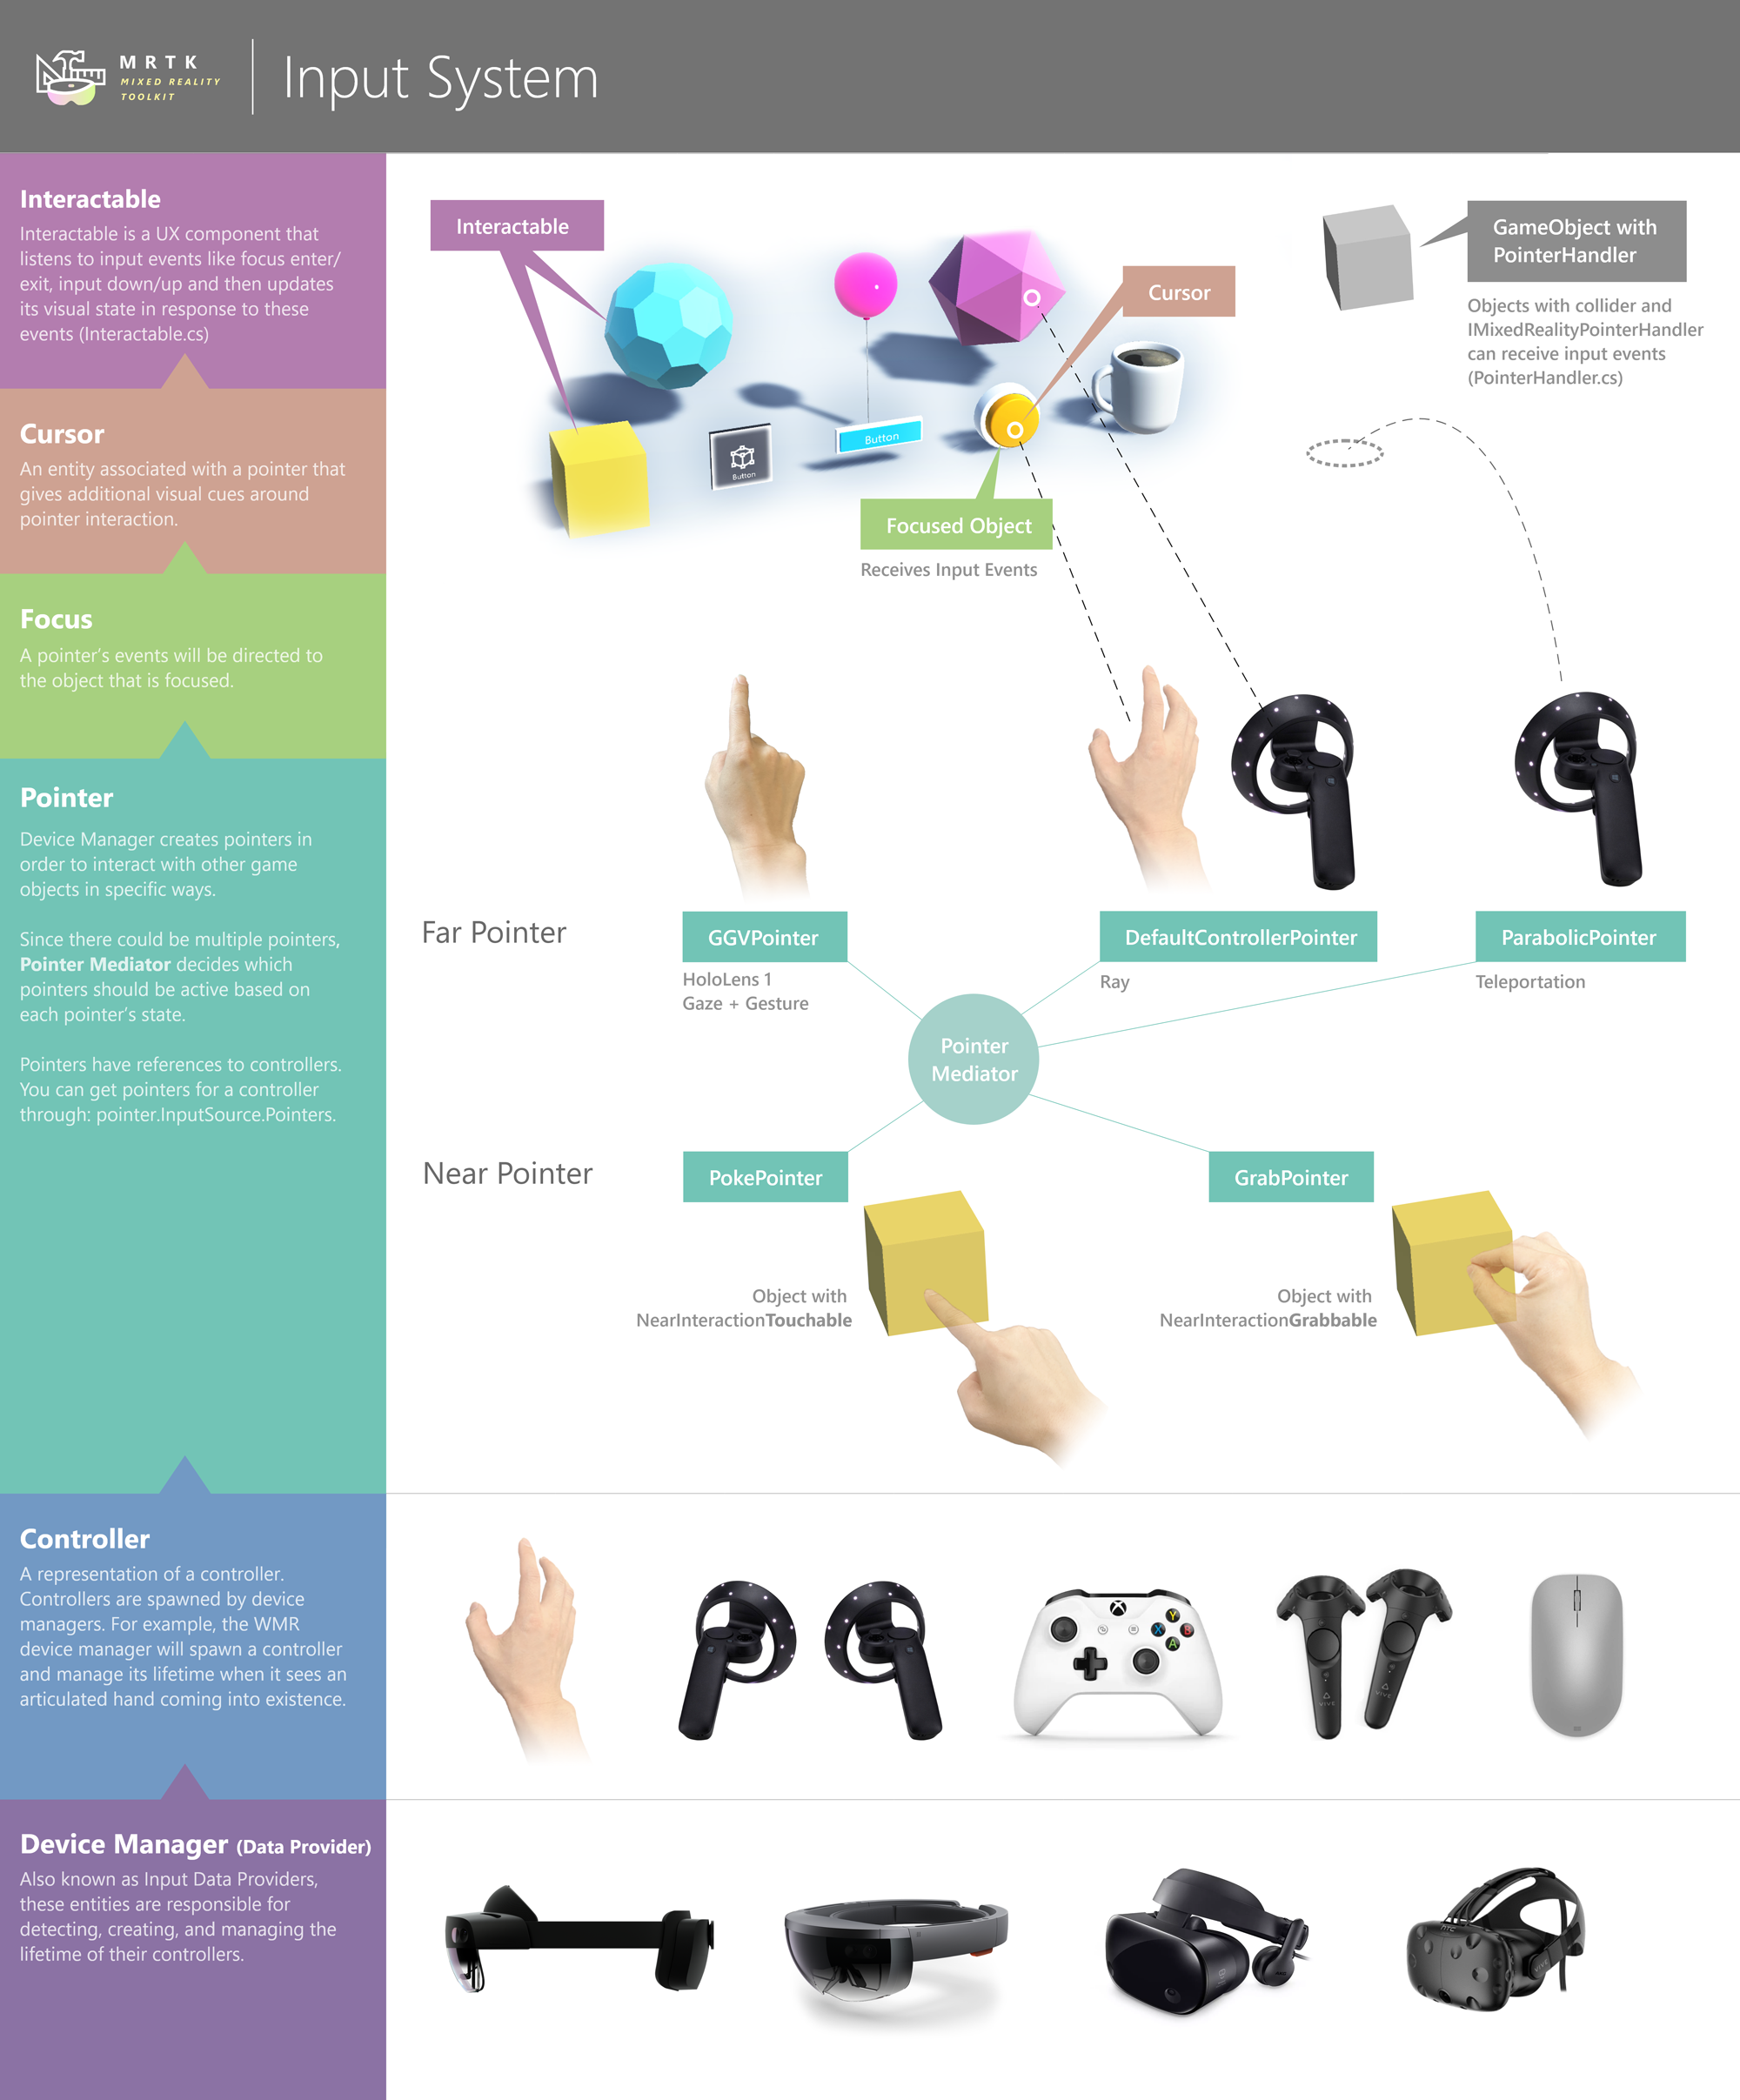 MRTK
MIXED REALITY
TOOLKIT
Input System
Interactable
Interactable is a UX component that
listens to input events like focus enter/
exit, input down/up and then updates
its visual state in response to these
events (Interactable.cs)
Cursor
An entity associated with a pointer that
gives additional visual cues around
pointer interaction.
Focus
A pointer's events will be directed to
the object that is focused.
Pointer
Device Manager creates pointers in
order to interact with other game
objects in specific ways.
Since there could be multiple pointers,
Pointer Mediator decides which
pointers should be active based on
each pointer's state.
Pointers have references to controllers.
You can get pointers for a controller
through: pointer.InputSource.Pointers.
Controller
A representation of a controller.
Controllers are spawned by device
managers. For example, the WMR
device manager will spawn a controller
and manage its lifetime when it sees an
articulated hand coming into existence.
Device Manager (Data Provider)
Also known as Input Data Providers,
these entities are responsible for
detecting, creating, and managing the
lifetime of their controllers.
Interactable
Cursor
GameObject with
PointerHandler
Objects with collider and
IMixedRealityPointerHandler
can receive input events
(PointerHandler.cs)
Button
Button
Focused Object
Receives Input Events
Far Pointer
GGVPointer
HoloLens 1
Gaze + Gesture
DefaultControllerPointer
Ray
ParabolicPointer
Teleportation
Pointer
Mediator
Near Pointer
PokePointer
Object with
NearInteractionTouchable
GrabPointer
Object with
NearInteractionGrabbable
Y
X
B
A
VIVE
VIVE
VIVE